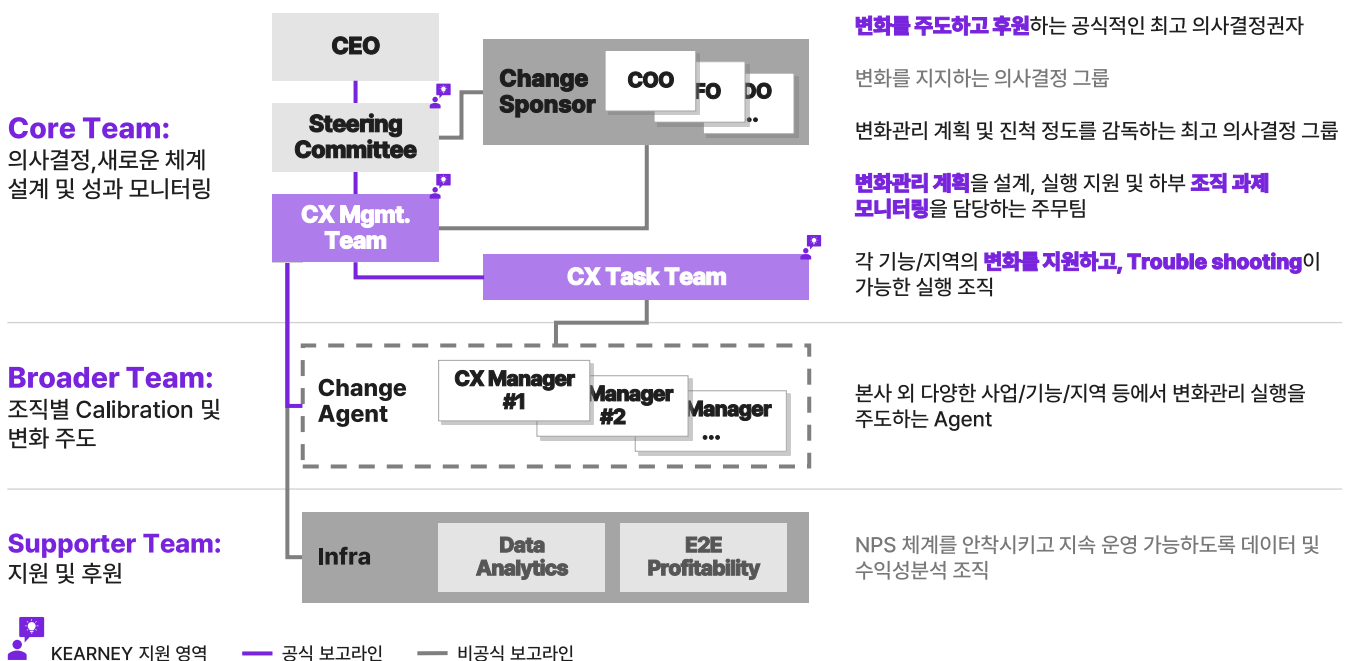 CEO
변화를 주도하고 후원하는 공식적인 최고 의사결정권자
Change
Sponsor
COO
FO
DO
..
변화를 지지하는 의사결정 그룹
Core Team:
의사결정,새로운 체계
설계 및 성과 모니터링
Steering
Committee
변화관리 계획 및 진척 정도를 감독하는 최고 의사결정 그룹
CX Mgmt.
Team
변화관리 계획을 설계, 실행 지원 및 하부 조직 과제
모니터링을 담당하는 주무팀
CX Task Team
각 기능/지역의 변화를 지원하고, Trouble shooting이
가능한 실행 조직
Broader Team:
조직별 Calibration 및
변화 주도
Change
Agent
CX Manager
#1
Manager
#2
Manager
...
본사 외 다양한 사업/기능/지역 등에서 변화관리 실행을
주도하는 Agent
Supporter Team:
지원 및 후원
Infra
Data
Analytics
E2E
Profitability
NPS 체계를 안착시키고 지속 운영 가능하도록 데이터 및
수익성분석 조직
KEARNEY 지원 영역
공식 보고라인
비공식 보고라인